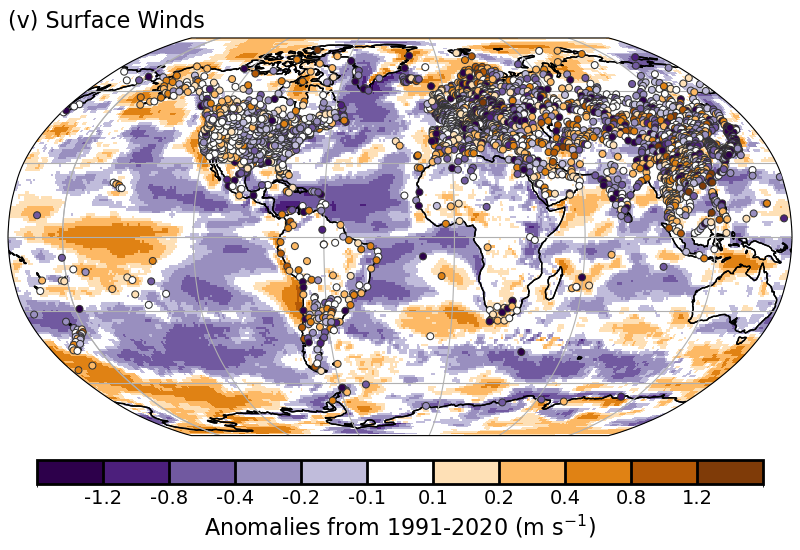 (v) Surface Winds
-1.2 -0.8 -0.4 -0.2 -0.1 0.1 0.2 0.4 0.8 1.2
Anomalies from 1991-2020 (m s⁻¹)